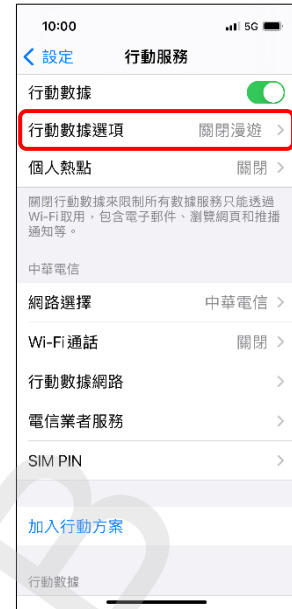 10:00 5G
設定 行動服務
行動數據
行動數據選項 關閉漫遊
個人熱點 關閉
關閉行動數據來限制所有數據服務只能透過
Wi-Fi 取用，包含電子郵件、瀏覽網頁和推播
通知等。
中華電信
網路選擇 中華電信
Wi-Fi 通話 關閉
行動數據網路
電信業者服務
SIM PIN
加入行動方案
行動數據